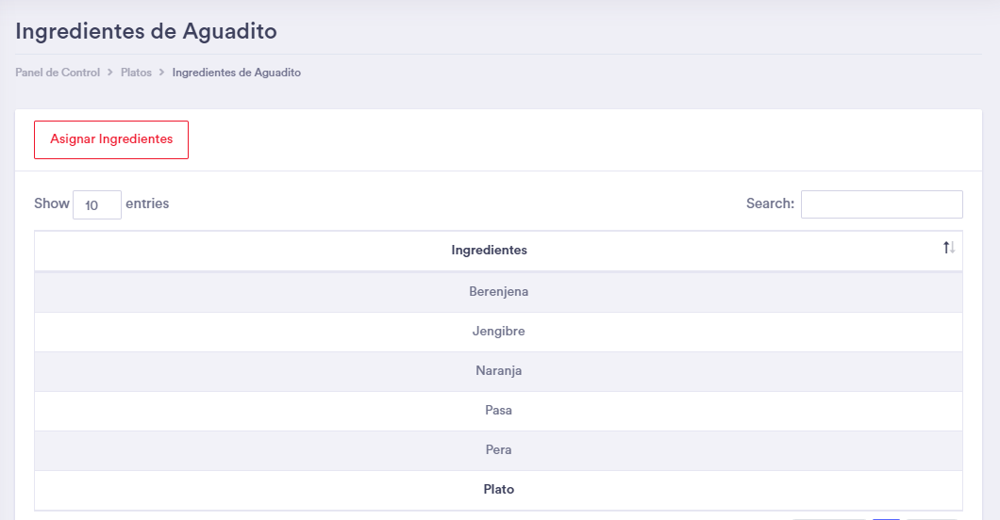 Ingredientes de Aguadito
Panel de Control > Platos > Ingredientes de Aguadito
Asignar Ingredientes
Show 10 entries Search:
Ingredientes
Berenjena
Jengibre
Naranja
Pasa
Pera
Plato